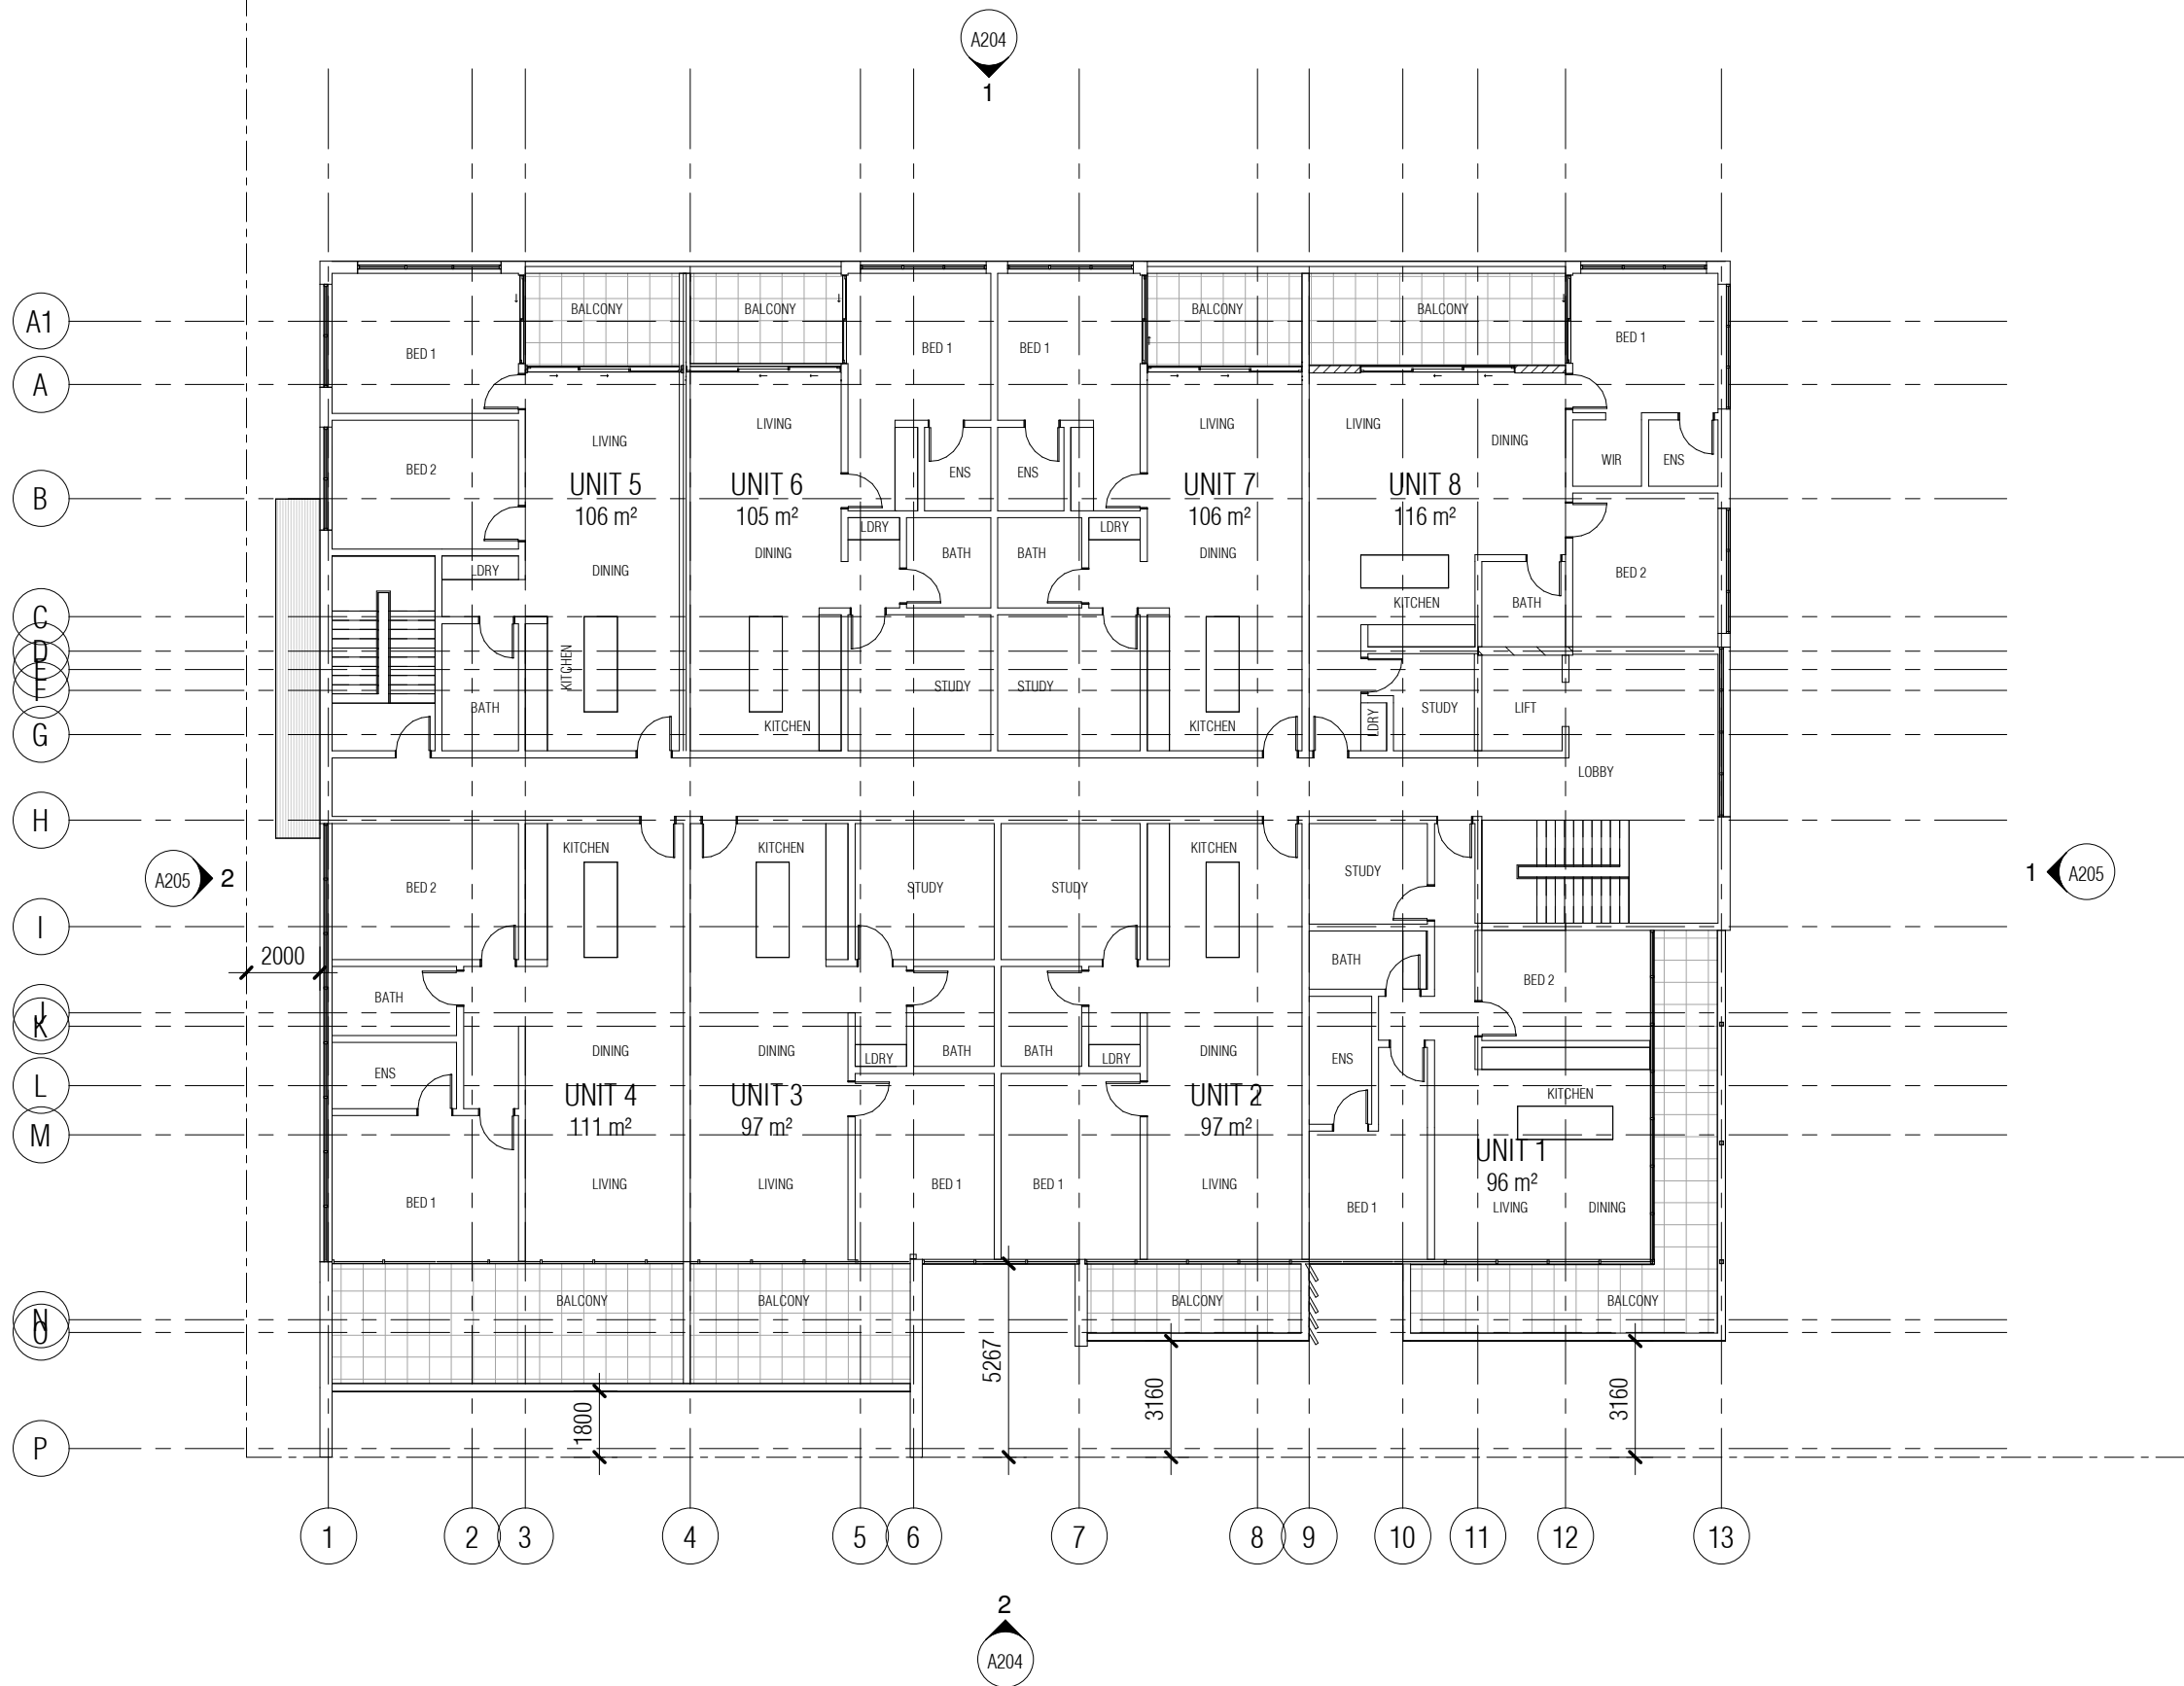 A204
1
A1
BALCONY
BALCONY
BALCONY
BALCONY
BED 1
BED 1
BED 1
BED 1
BED 1
A
LIVING
LIVING
LIVING
LIVING
DINING
BED 2
ENS
ENS
WIR
ENS
UNIT 5
106 m²
UNIT 6
105 m²
UNIT 7
106 m²
UNIT 8
116 m²
B
LDRY
LDRY
DINING
BATH
BATH
DINING
LDRY
DINING
BED 2
C
KITCHEN
BATH
D
E
F
KITCHEN
STUDY
STUDY
BATH
STUDY
LIFT
G
KITCHEN
KITCHEN
LDRY
LOBBY
H
KITCHEN
KITCHEN
KITCHEN
A205
2
BED 2
STUDY
STUDY
STUDY
1
A205
I
2000
BATH
BED 2
BATH
J
K
DINING
DINING
LDRY
BATH
BATH
LDRY
DINING
ENS
ENS
L
UNIT 4
111 m²
UNIT 3
97 m²
UNIT 2
97 m²
KITCHEN
M
UNIT 1
96 m²
LIVING
LIVING
BED 1
BED 1
LIVING
BED 1
BED 1
LIVING
DINING
BALCONY
BALCONY
BALCONY
BALCONY
N
O
5267
1800
3160
3160
P
1
2
3
4
5
6
7
8
9
10
11
12
13
2
A204